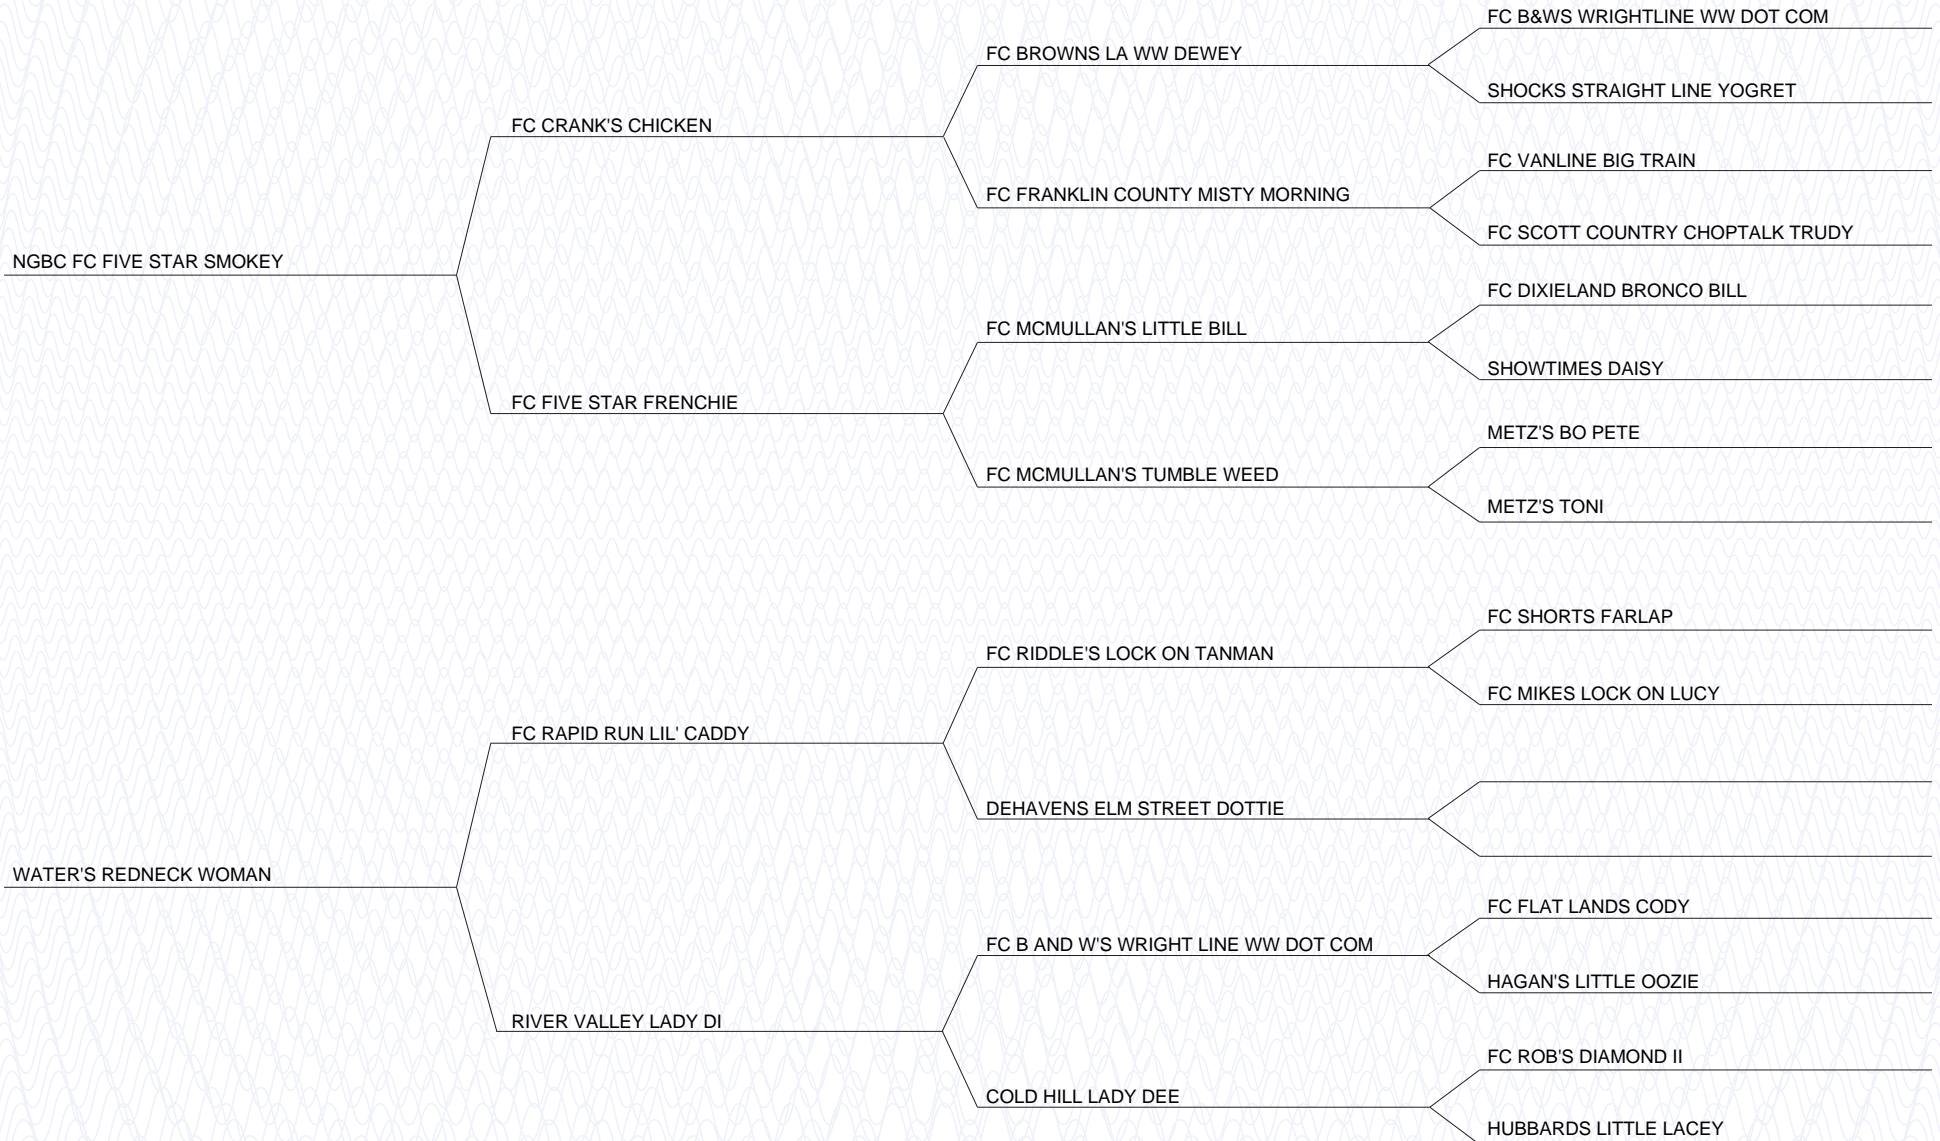 FC B&WS WRIGHTLINE WW DOT COM
FC BROWNS LA WW DEWEY
SHOCKS STRAIGHT LINE YOGRET
FC CRANK'S CHICKEN
FC VANLINE BIG TRAIN
FC FRANKLIN COUNTY MISTY MORNING
FC SCOTT COUNTRY CHOPTALK TRUDY
NGBC FC FIVE STAR SMOKEY
FC DIXIELAND BRONCO BILL
FC MCMULLAN'S LITTLE BILL
SHOWTIMES DAISY
FC FIVE STAR FRENCHIE
METZ'S BO PETE
FC MCMULLAN'S TUMBLE WEED
METZ'S TONI
FC SHORTS FARLAP
FC RIDDLE'S LOCK ON TANMAN
FC MIKES LOCK ON LUCY
FC RAPID RUN LIL' CADDY
DEHAVENS ELM STREET DOTTIE
WATER'S REDNECK WOMAN
FC FLAT LANDS CODY
FC B AND W'S WRIGHT LINE WW DOT COM
HAGAN'S LITTLE OOZIE
RIVER VALLEY LADY DI
FC ROB'S DIAMOND II
COLD HILL LADY DEE
HUBBARDS LITTLE LACEY